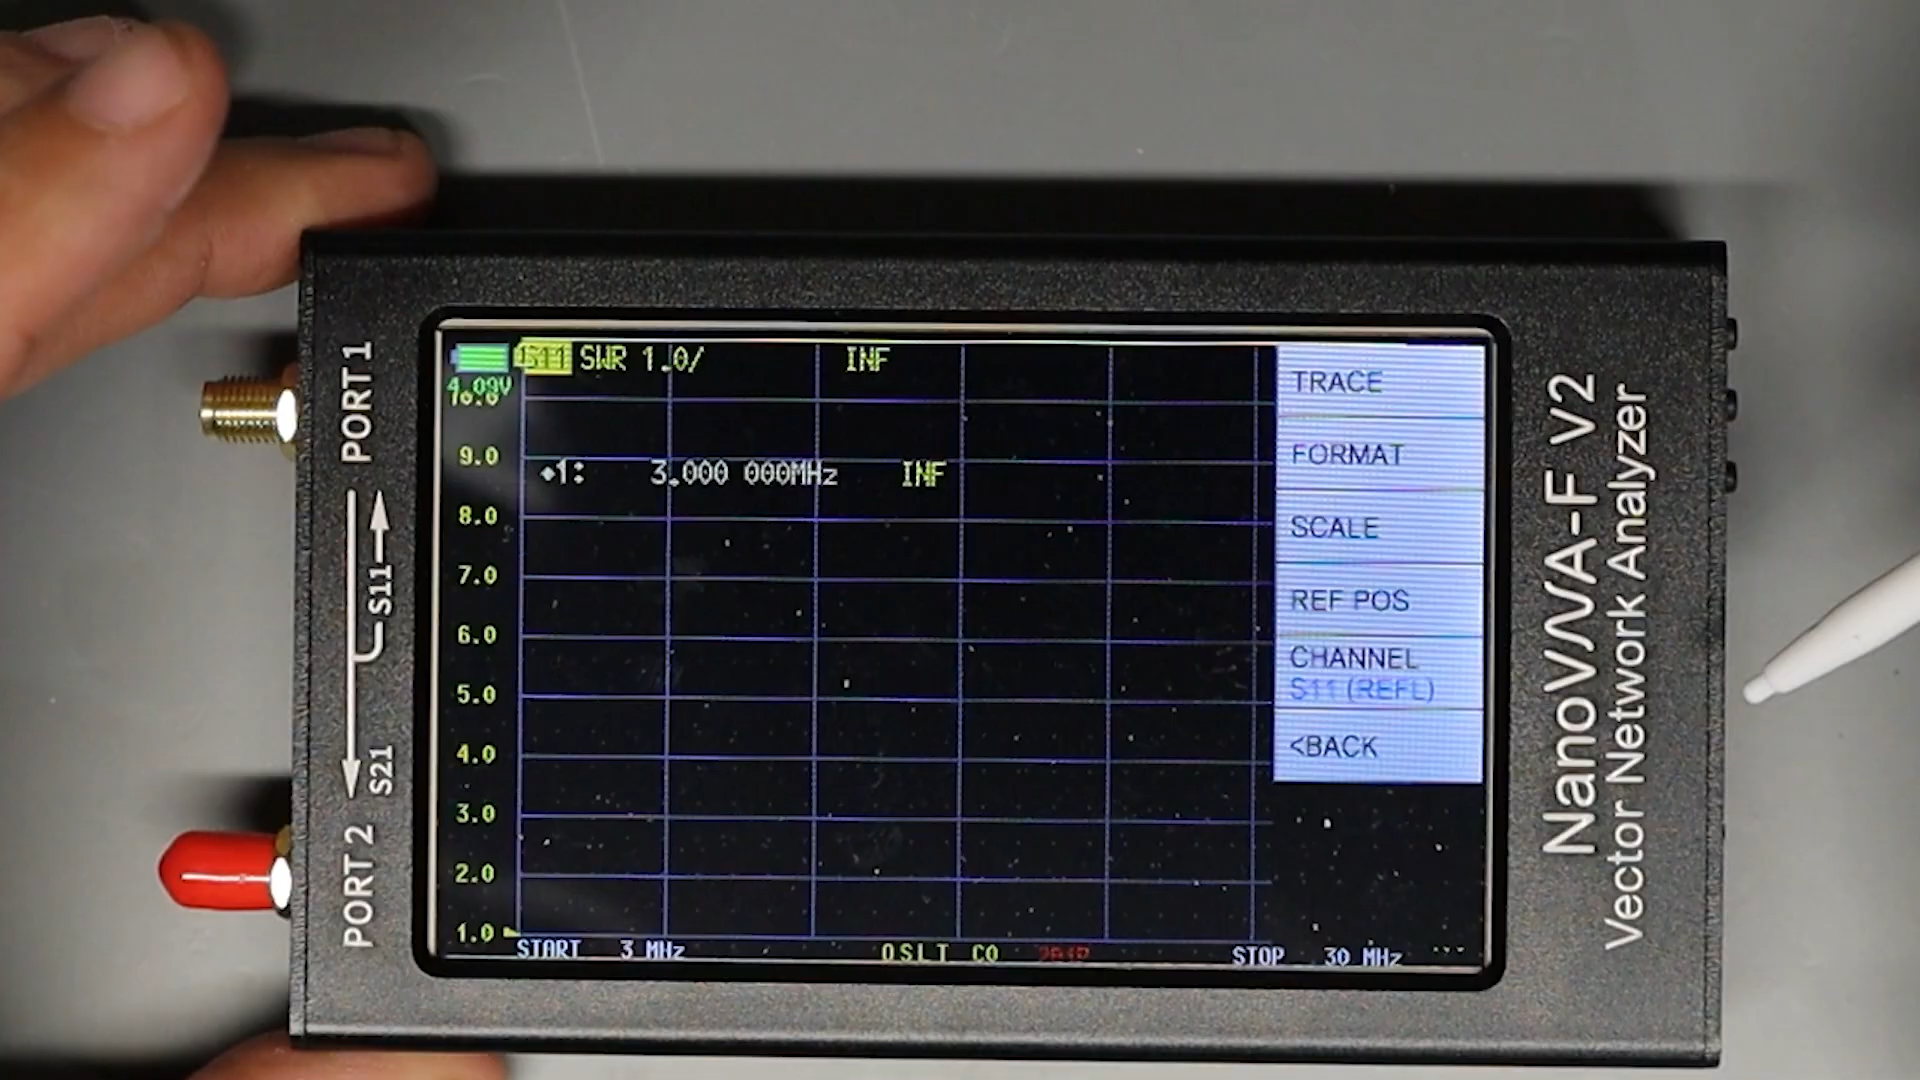 PORT 1
S11
S21
PORT 2
S11 SWR 1.0/ INF
4.09V
10.0
9.0
1: 3.000 000MHz INF
8.0
7.0
6.0
5.0
4.0
3.0
2.0
1.0
START 3 MHz OSLT C0 STOP 30 MHz
TRACE
FORMAT
SCALE
REF POS
CHANNEL
S11 (REFL)
<BACK
NanoVNA-F V2
Vector Network Analyzer